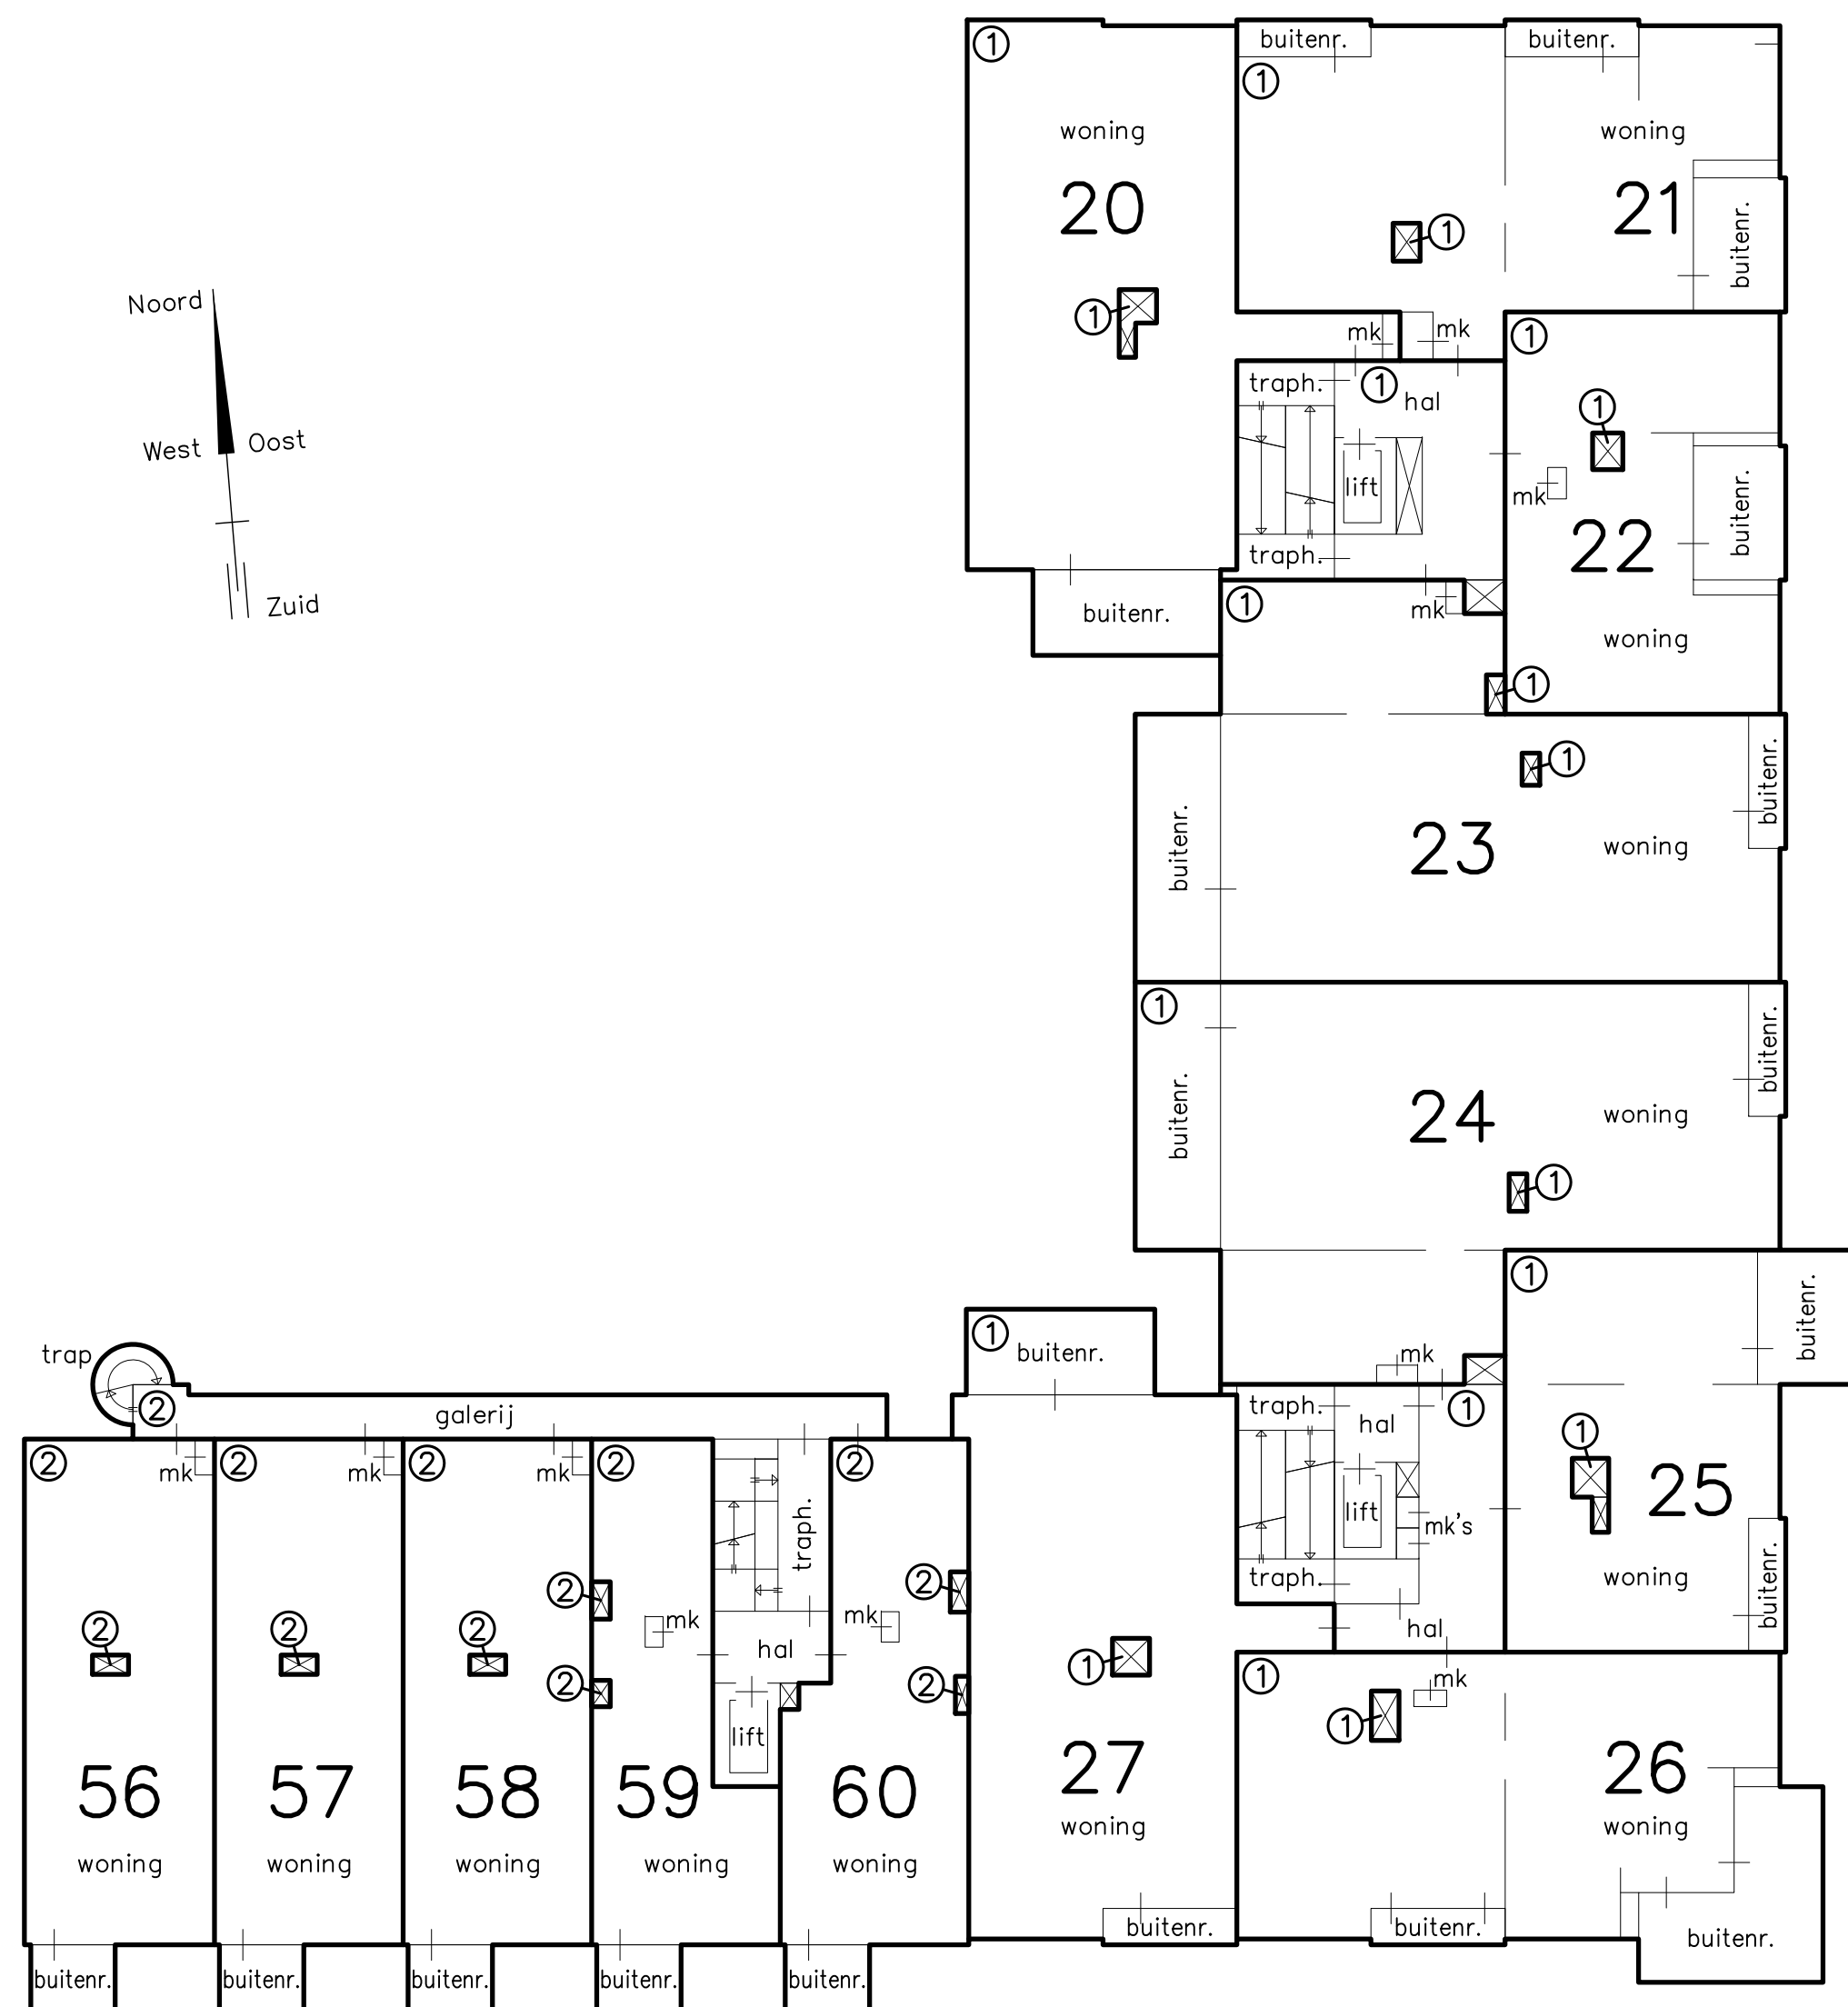 ①
buitenr.
buitenr.
①
woning
woning
20
21
buitenr.
①
①
Noord
West
Oost
Zuid
mk
mk
①
traph.
①
hal
①
lift
mk
buitenr.
22
traph.
①
mk
buitenr.
woning
①
①
buitenr.
buitenr.
23
woning
①
buitenr.
buitenr.
24
woning
①
①
buitenr.
①
buitenr.
trap
②
galerij
mk
traph.
hal
①
①
25
②
mk
②
mk
②
mk
②
traph.
②
lift
mk's
traph.
woning
buitenr.
②
②
②
②
②
mk
mk
hal
hal
①
①
mk
②
②
①
lift
56
57
58
59
60
27
26
woning
woning
woning
woning
woning
woning
woning
buitenr.
buitenr.
buitenr.
buitenr.
buitenr.
buitenr.
buitenr.
buitenr.